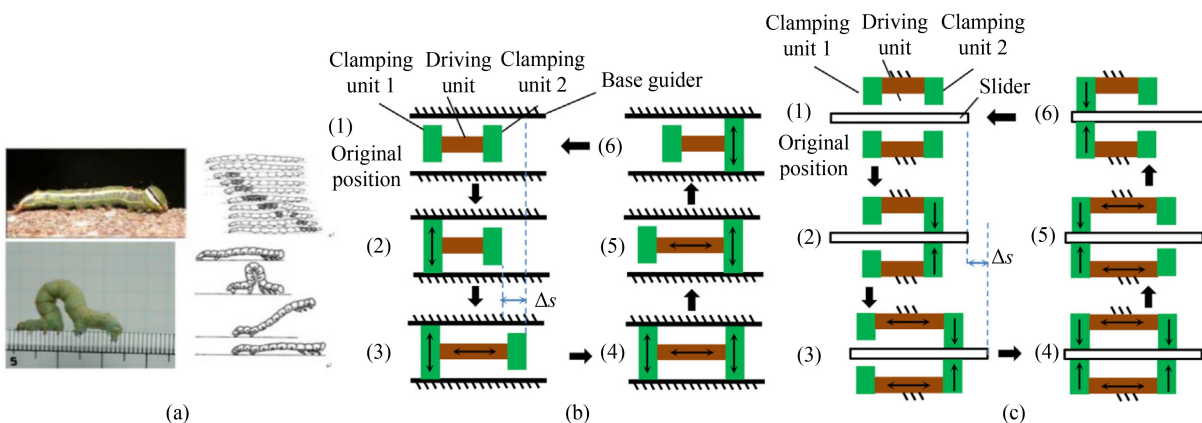 Clamping unit 1
Driving unit
Clamping unit 2
Base guider
(1)
Original position
(2)
Δs
(3)
(4)
(5)
(6)
5
(a)
(b)
Clamping unit 1
Driving unit
Clamping unit 2
Slider
(1)
Original position
(2)
Δs
(3)
(4)
(5)
(6)
(c)